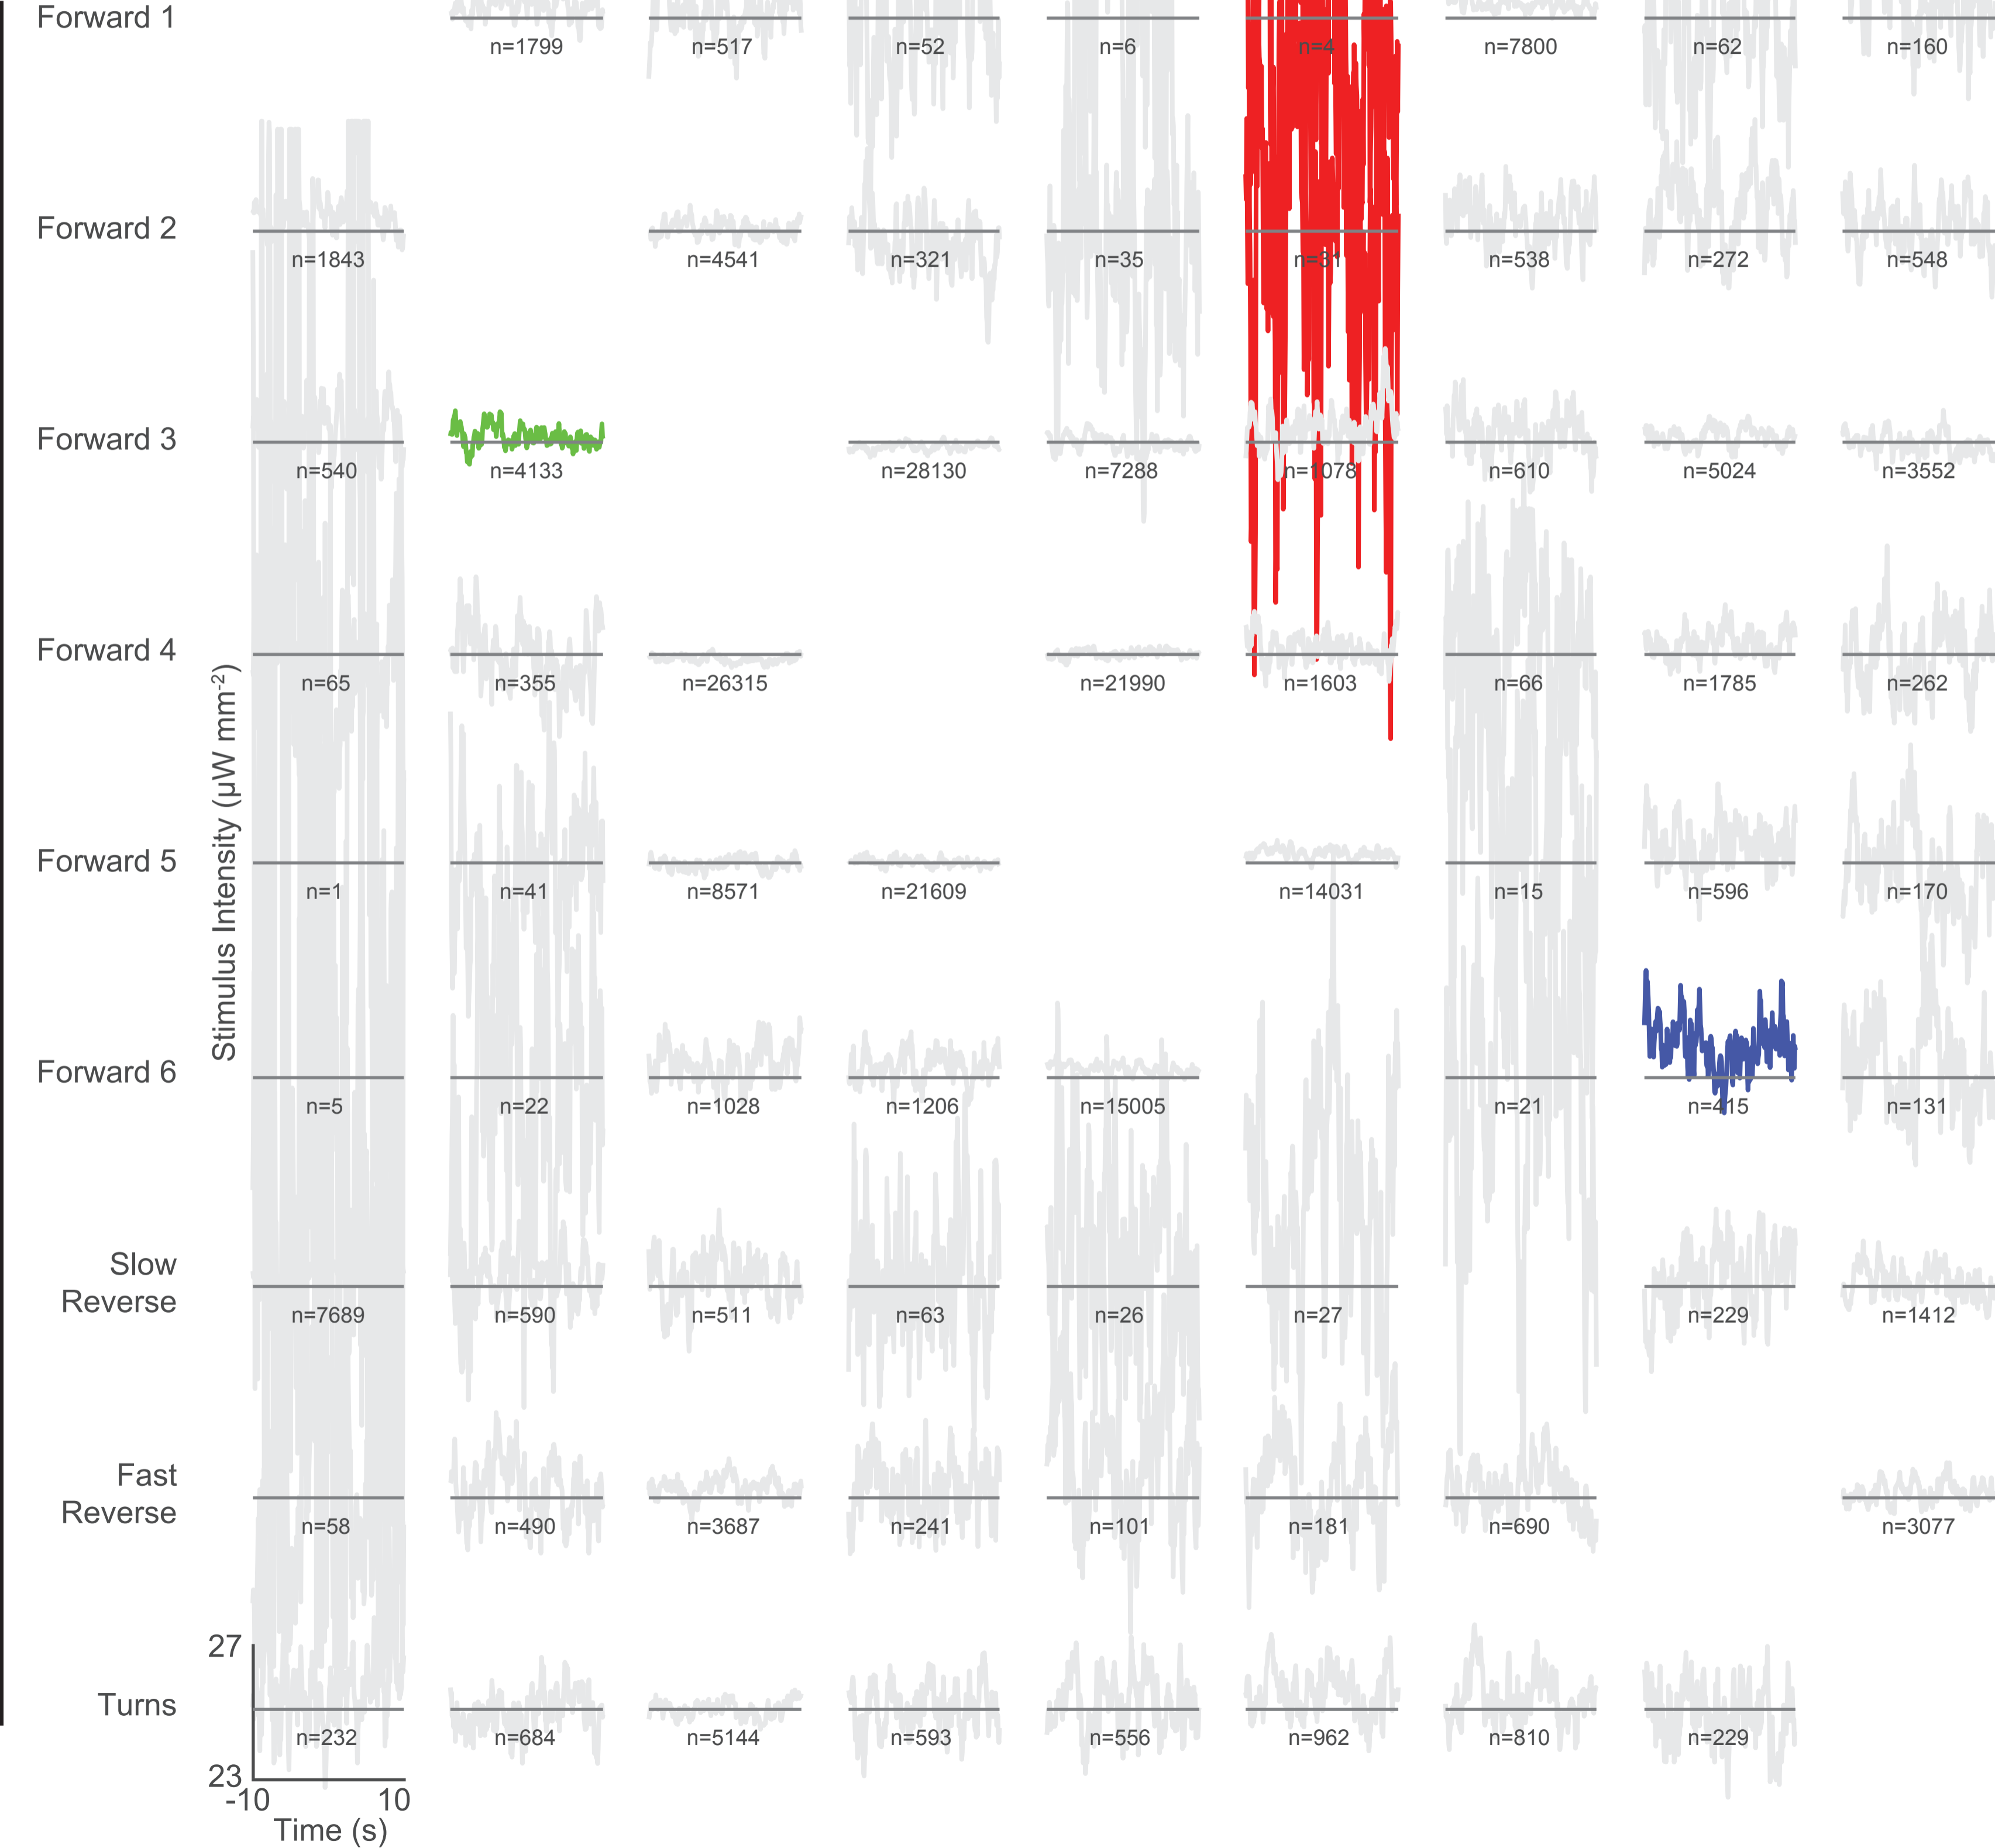 Forward 1
n=1799 n=517 n=52 n=6 n=4 n=7800 n=62 n=160
Forward 2
n=1843 n=4541 n=321 n=35 n=31 n=538 n=272 n=548
Forward 3
n=540 n=4133 n=28130 n=7288 n=1078 n=610 n=5024 n=3552
Forward 4
n=65 n=355 n=26315 n=21990 n=1603 n=66 n=1785 n=262
Stimulus Intensity (µW mm⁻²)
Forward 5
n=1 n=41 n=8571 n=21609 n=14031 n=15 n=596 n=170
Forward 6
n=5 n=22 n=1028 n=1206 n=15005 n=21 n=415 n=131
Slow
Reverse
n=7689 n=590 n=511 n=63 n=26 n=27 n=229 n=1412
Fast
Reverse
n=58 n=490 n=3687 n=241 n=101 n=181 n=690 n=3077
27
Turns
n=232 n=684 n=5144 n=593 n=556 n=962 n=810 n=229
23
-10 10
Time (s)